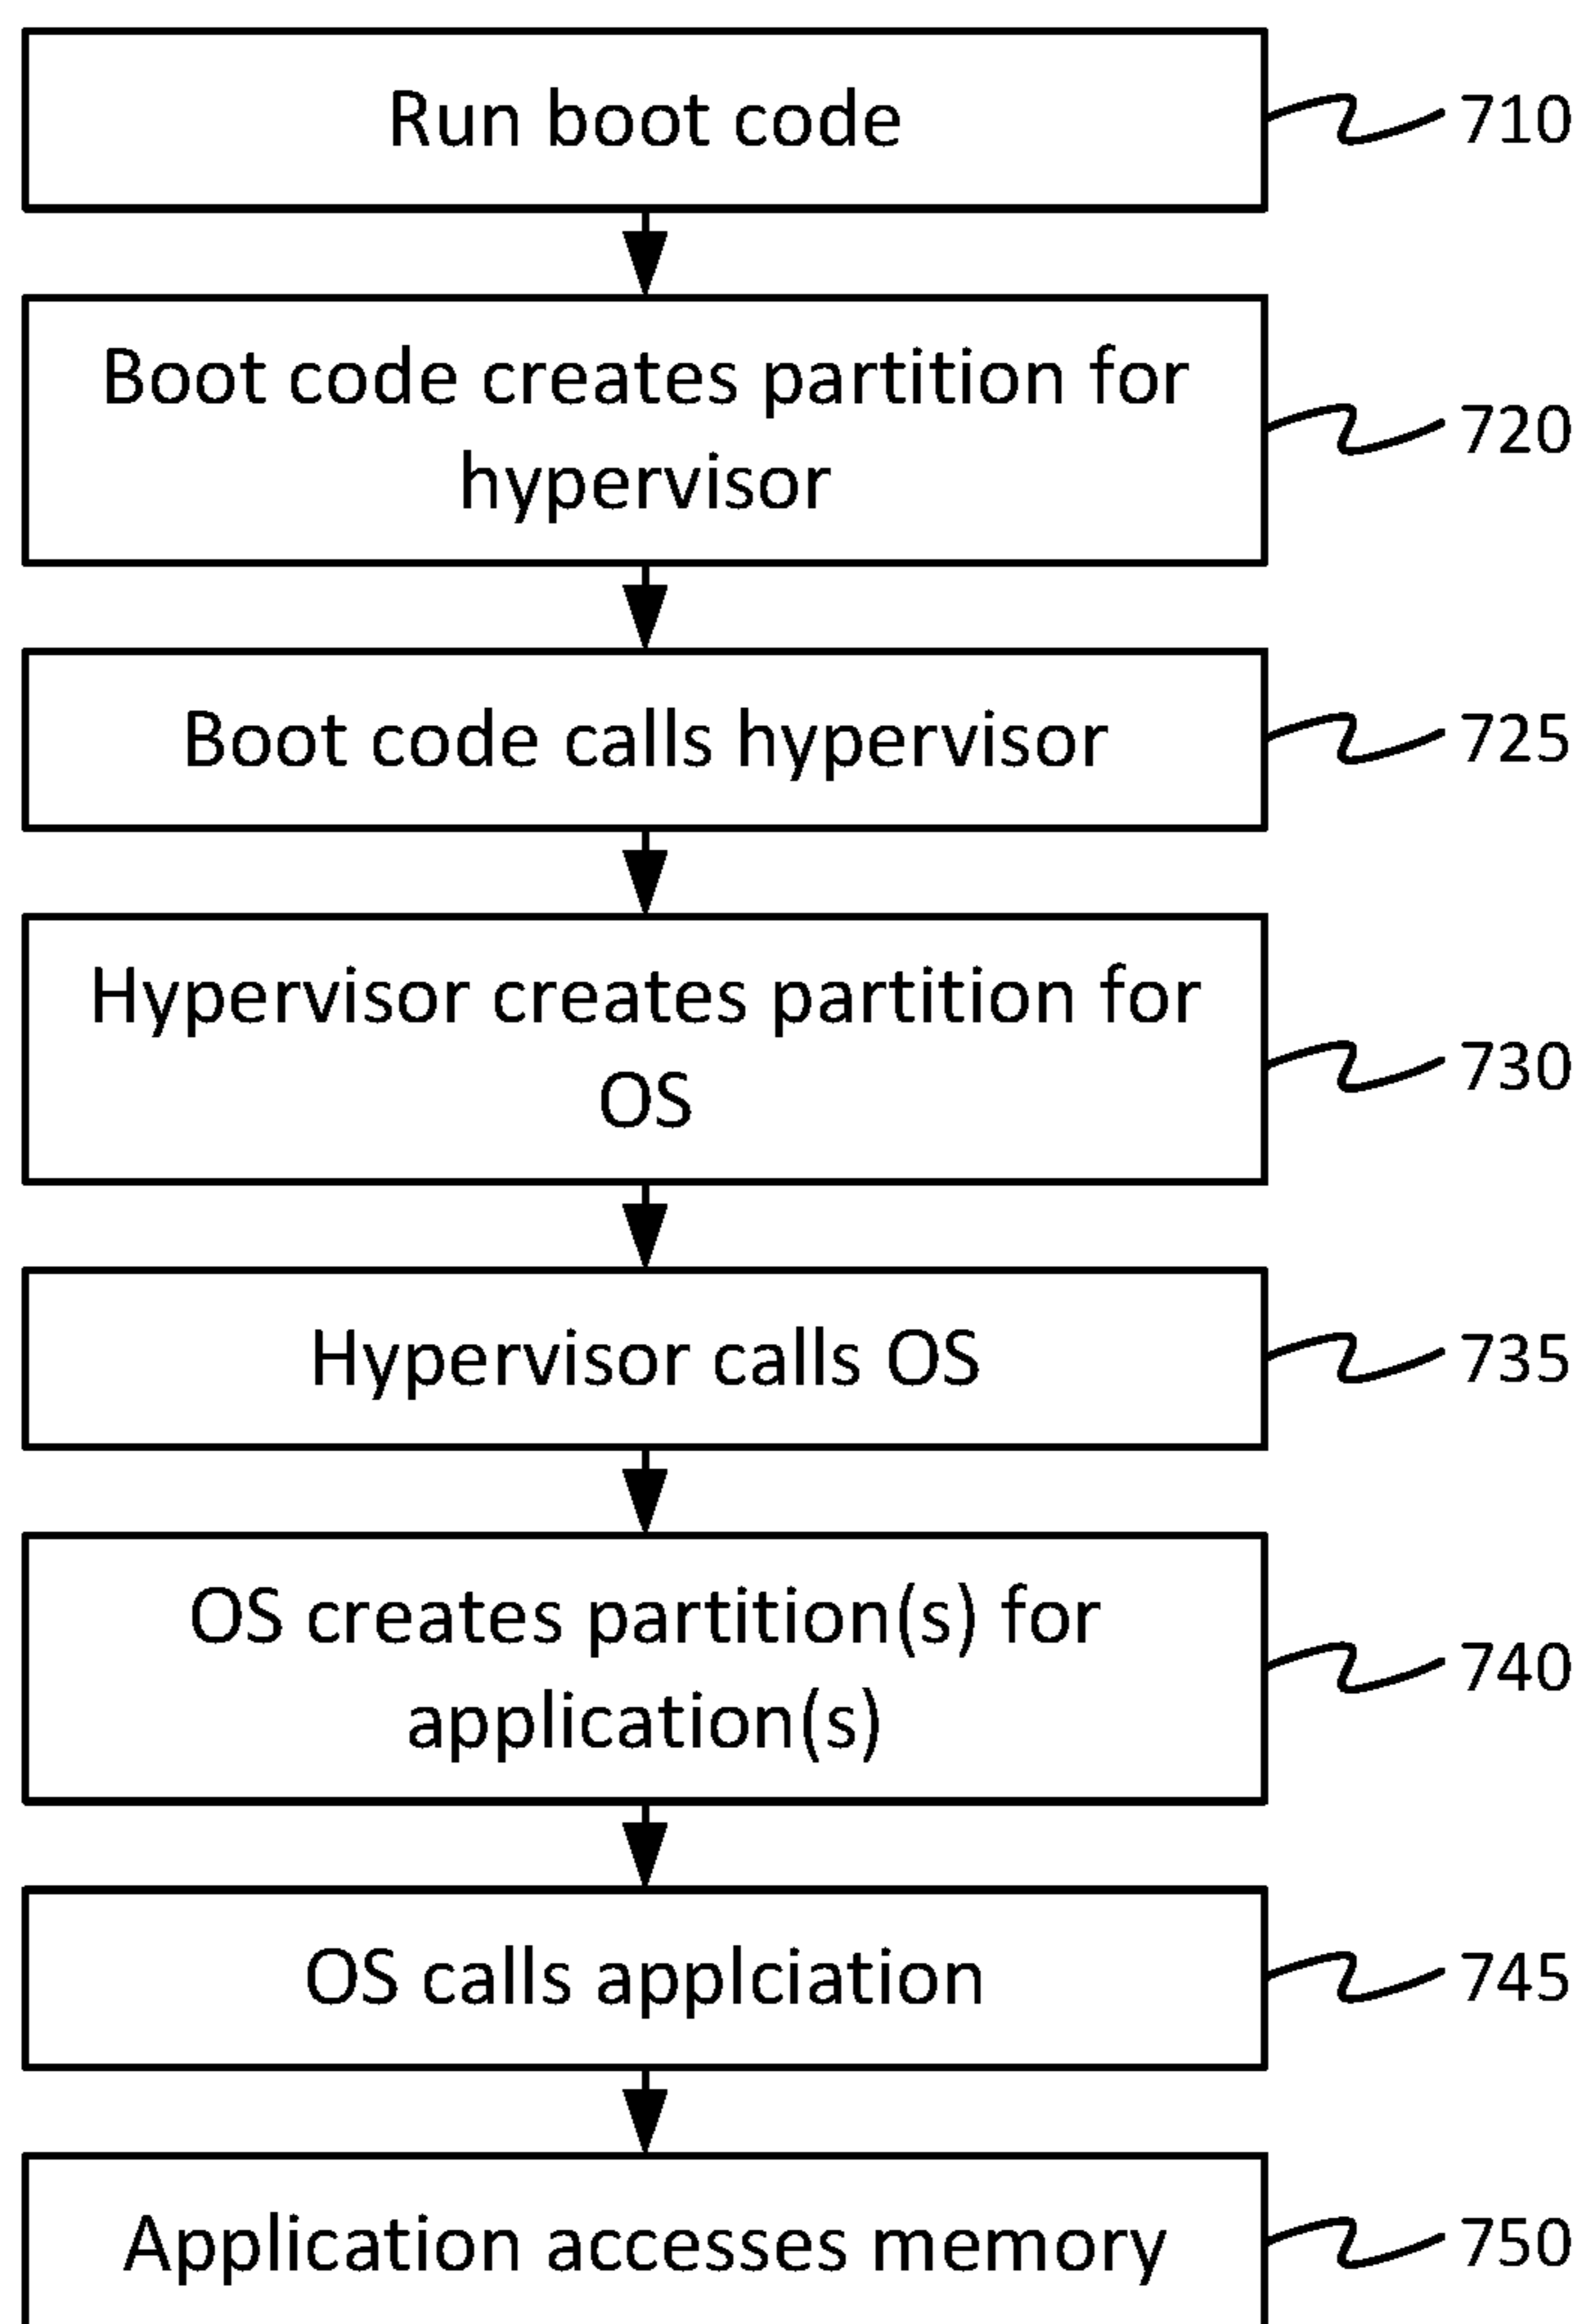 Run boot code
710
Boot code creates partition for
hypervisor
720
Boot code calls hypervisor
725
Hypervisor creates partition for
OS
730
Hypervisor calls OS
735
OS creates partition(s) for
application(s)
740
OS calls applciation
745
Application accesses memory
750